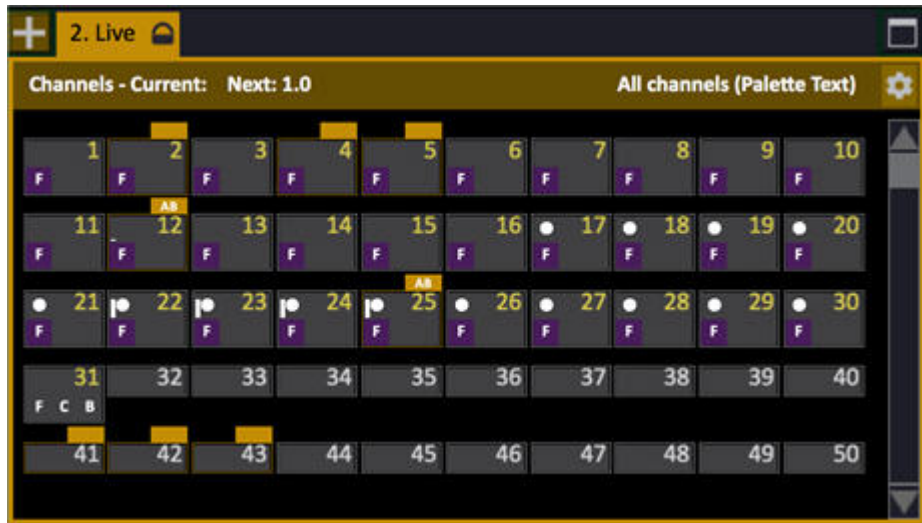 2. Live
Channels - Current: Next: 1.0 All channels (Palette Text)
1 2 3 4 5 6 7 8 9 10
F F F F F F F F F F
AB
11 12 13 14 15 16 17 18 19 20
F F F F F F F F F F
AB
21 22 23 24 25 26 27 28 29 30
F F F F F F F F F F
31 32 33 34 35 36 37 38 39 40
F C B
41 42 43 44 45 46 47 48 49 50